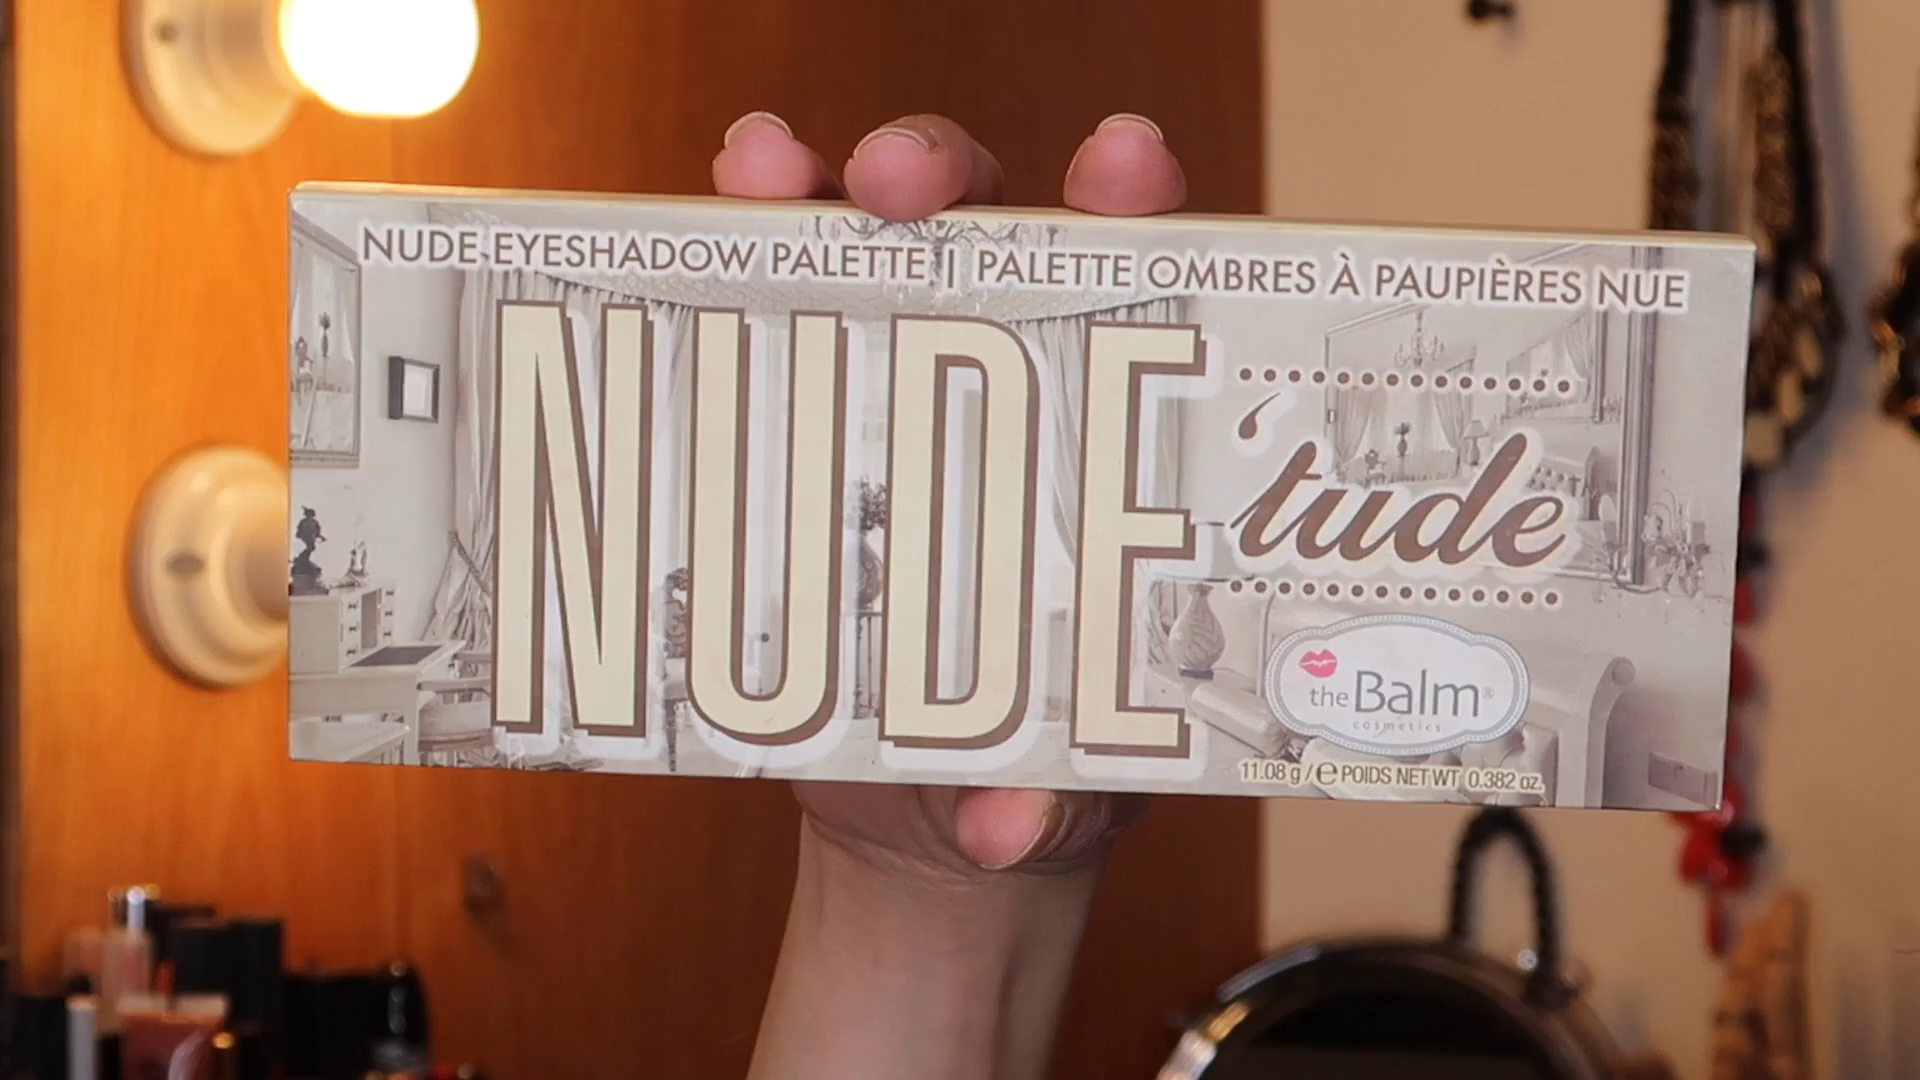 NUDE EYESHADOW PALETTE | PALETTE OMBRES À PAUPIÈRES NUE
NUDE
‘tude
theBalm®
cosmetics
11.08 g / ℮ POIDS NET WT 0.382 oz.